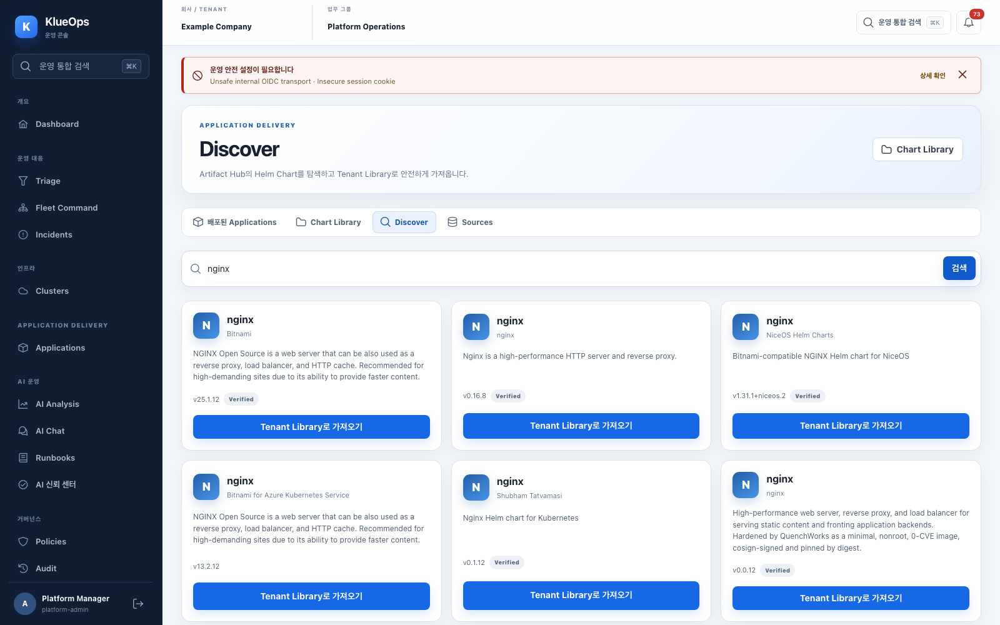 K
KlueOps
운영 콘솔
운영 통합 검색
⌘K
개요
Dashboard
운영 대응
Triage
Fleet Command
Incidents
인프라
Clusters
APPLICATION DELIVERY
Applications
AI 운영
AI Analysis
AI Chat
Runbooks
AI 신뢰 센터
거버넌스
Policies
Audit
A
Platform Manager
platform-admin
회사 / TENANT
Example Company
업무 그룹
Platform Operations
운영 통합 검색
⌘K
73
운영 안전 설정이 필요합니다
Unsafe internal OIDC transport · Insecure session cookie
상세 확인
APPLICATION DELIVERY
Discover
Artifact Hub의 Helm Chart를 탐색하고 Tenant Library로 안전하게 가져옵니다.
Chart Library
배포된 Applications
Chart Library
Discover
Sources
nginx
검색
N
nginx
Bitnami
NGINX Open Source is a web server that can be also used as a
reverse proxy, load balancer, and HTTP cache. Recommended for
high-demanding sites due to its ability to provide faster content.
v25.1.12
Verified
Tenant Library로 가져오기
N
nginx
nginx
Nginx is a high-performance HTTP server and reverse proxy.
v0.16.8
Verified
Tenant Library로 가져오기
N
nginx
NiceOS Helm Charts
Bitnami-compatible NGINX Helm chart for NiceOS
v1.31.1+niceos.2
Verified
Tenant Library로 가져오기
N
nginx
Bitnami for Azure Kubernetes Service
NGINX Open Source is a web server that can be also used as a
reverse proxy, load balancer, and HTTP cache. Recommended for
high-demanding sites due to its ability to provide faster content.
v13.2.12
Tenant Library로 가져오기
N
nginx
Shubham Tatvamasi
Nginx Helm chart for Kubernetes
v0.1.12
Verified
Tenant Library로 가져오기
N
nginx
nginx
High-performance web server, reverse proxy, and load balancer for
serving static content and fronting application backends.
Hardened by QuenchWorks as a minimal, nonroot, 0-CVE image,
cosign-signed and pinned by digest.
v0.0.12
Verified
Tenant Library로 가져오기